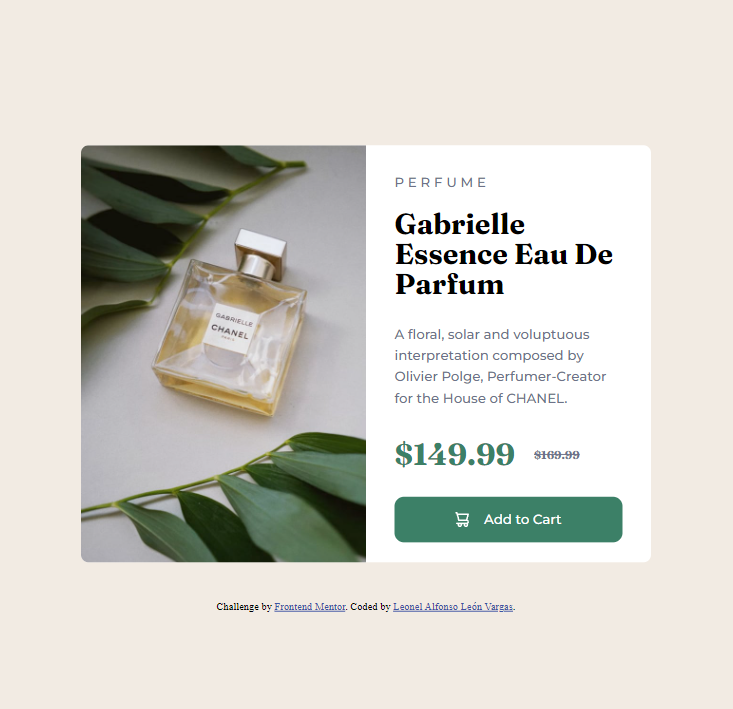 GABRIELLE
CHANEL
PARIS
PERFUME
Gabrielle
Essence Eau De
Parfum
A floral, solar and voluptuous
interpretation composed by
Olivier Polge, Perfumer-Creator
for the House of CHANEL.
$149.99 $169.99
Add to Cart
Challenge by Frontend Mentor. Coded by Leonel Alfonso León Vargas.